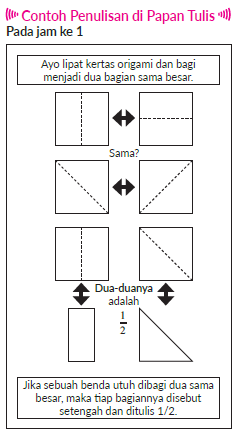 Contoh Penulisan di Papan Tulis
Pada jam ke 1
Ayo lipat kertas origami dan bagi
menjadi dua bagian sama besar.
Sama?
Dua-duanya
adalah
1
2
Jika sebuah benda utuh dibagi dua sama
besar, maka tiap bagiannya disebut
setengah dan ditulis 1/2.